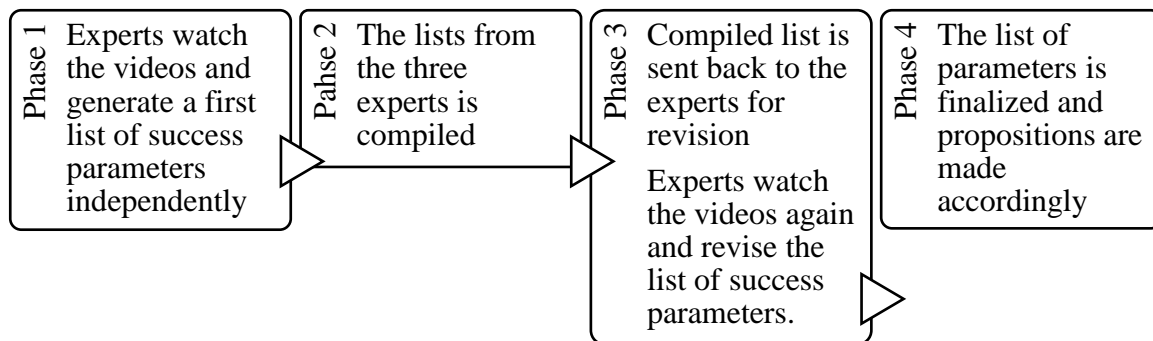 Phase 1
Experts watch
the videos and
generate a first
list of success
parameters
independently
Pahse 2
The lists from
the three
experts is
compiled
Phase 3
Compiled list is
sent back to the
experts for
revision
Experts watch
the videos again
and revise the
list of success
parameters.
Phase 4
The list of
parameters is
finalized and
propositions are
made
accordingly